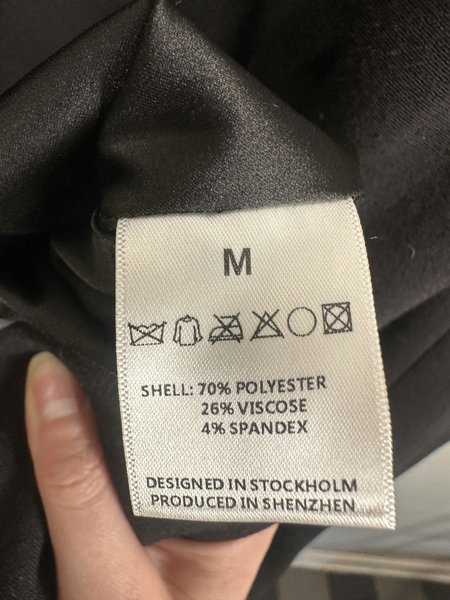 M
SHELL: 70% POLYESTER
26% VISCOSE
4% SPANDEX
DESIGNED IN STOCKHOLM
PRODUCED IN SHENZHEN